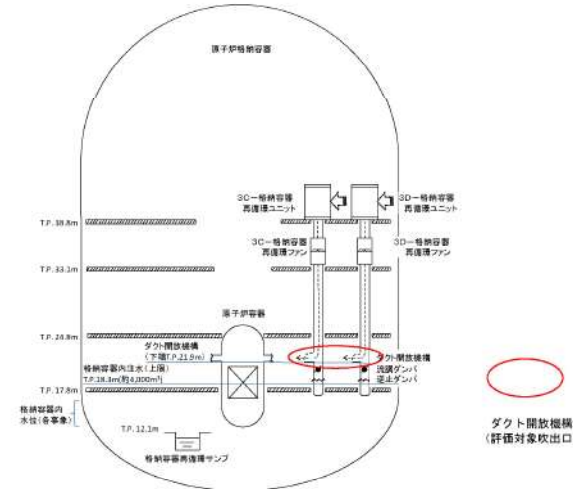 原子炉格納容器
3C－格納容器
再循環ユニット
3D－格納容器
再循環ユニット
T.P.38.8m
3C－格納容器
再循環ファン
3D－格納容器
再循環ファン
T.P.33.1m
原子炉容器
T.P.24.8m
ダクト開放機構
(下端T.P.21.9m)
ダクト開放機構
格納容器内注水(上限)
流調ダンパ
T.P.19.3m(約4,000m³)
逆止ダンパ
T.P.17.8m
格納容器内
水位(各事象)
T.P.12.1m
格納容器再循環サンプ
ダクト開放機構
(評価対象吹出口